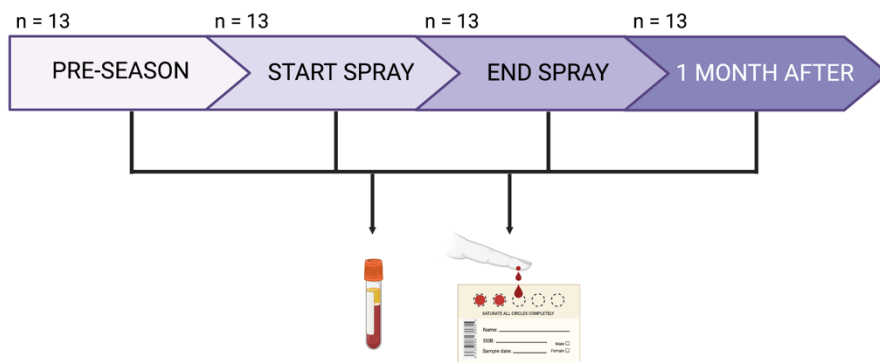 n = 13 n = 13 n = 13 n = 13
PRE-SEASON START SPRAY END SPRAY 1 MONTH AFTER
SATURATE ALL CIRCLES COMPLETELY
Name:
DOB: Male
Sample date: Female